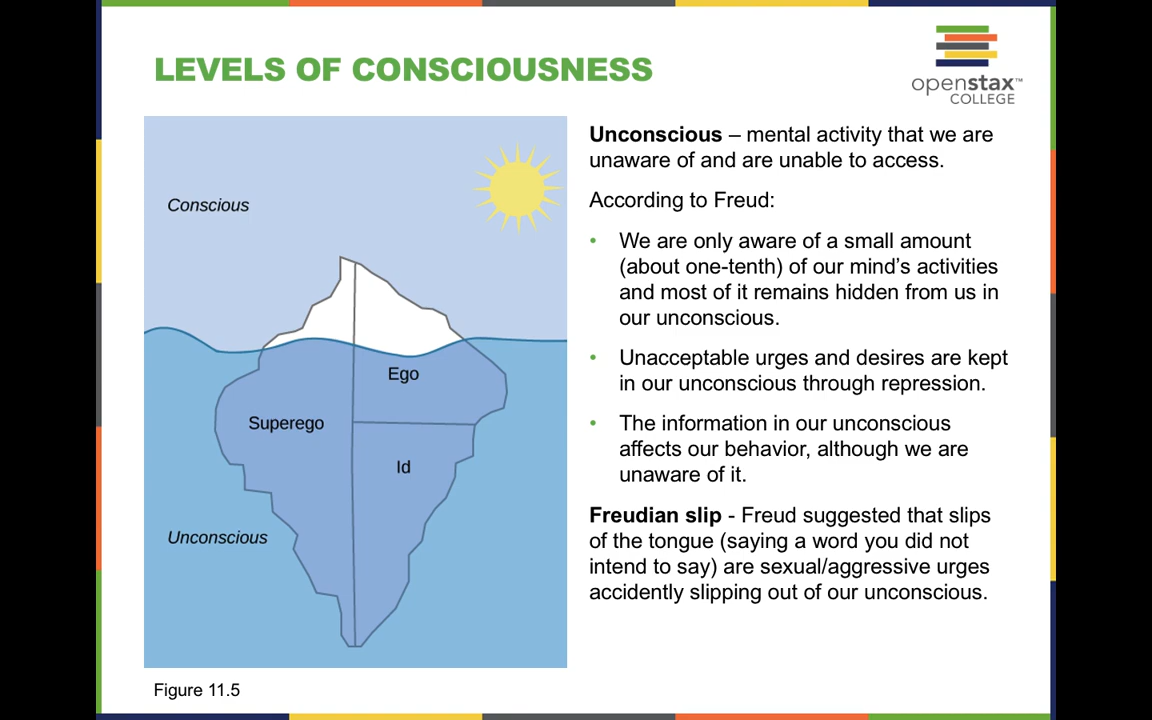 LEVELS OF CONSCIOUSNESS
openstax™
COLLEGE
Conscious
Ego
Superego
Id
Unconscious
Figure 11.5
Unconscious – mental activity that we are
unaware of and are unable to access.
According to Freud:
• We are only aware of a small amount
(about one-tenth) of our mind’s activities
and most of it remains hidden from us in
our unconscious.
• Unacceptable urges and desires are kept
in our unconscious through repression.
• The information in our unconscious
affects our behavior, although we are
unaware of it.
Freudian slip - Freud suggested that slips
of the tongue (saying a word you did not
intend to say) are sexual/aggressive urges
accidently slipping out of our unconscious.